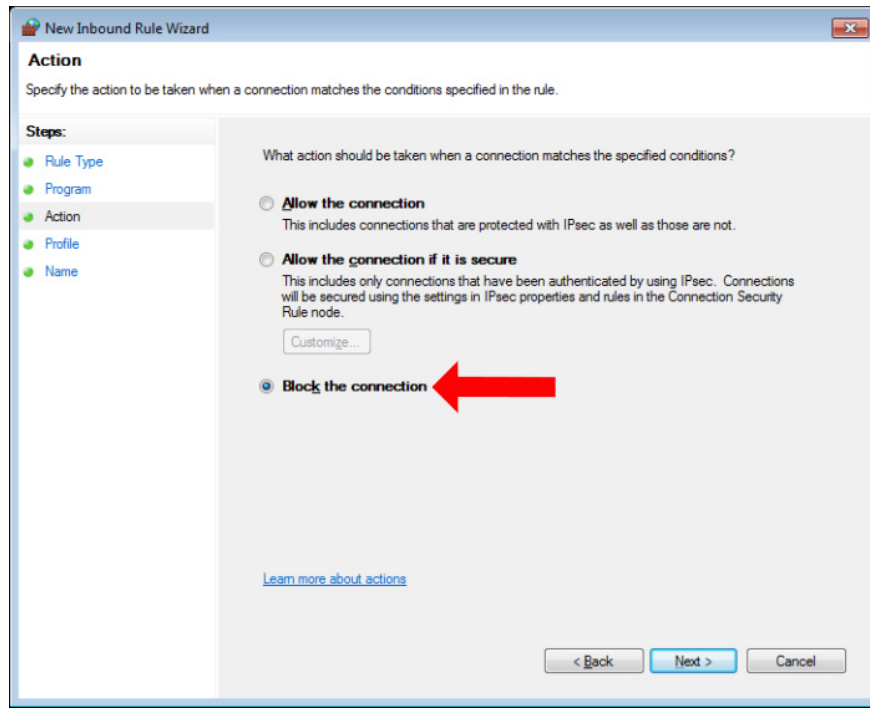 New Inbound Rule Wizard
Action
Specify the action to be taken when a connection matches the conditions specified in the rule.
Steps:
Rule Type
Program
Action
Profile
Name
What action should be taken when a connection matches the specified conditions?
Allow the connection
This includes connections that are protected with IPsec as well as those are not.
Allow the connection if it is secure
This includes only connections that have been authenticated by using IPsec. Connections
will be secured using the settings in IPsec properties and rules in the Connection Security
Rule node.
Customize...
Block the connection
Learn more about actions
< Back
Next >
Cancel